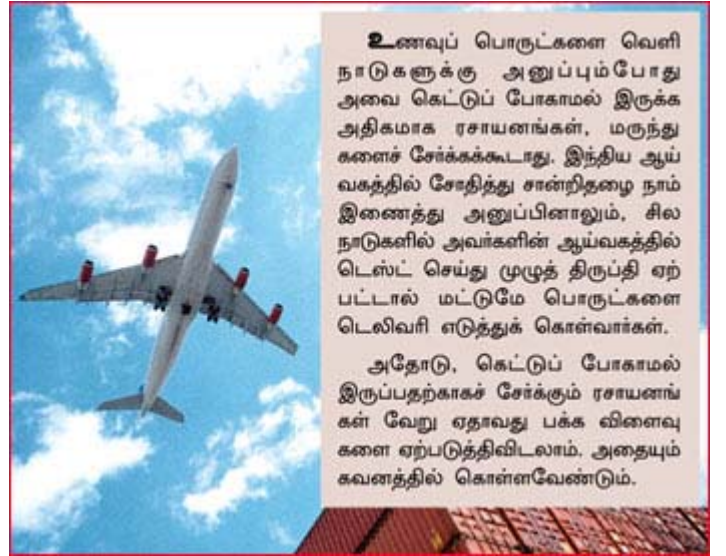 உணவுப் பொருட்களை வெளி
நாடுகளுக்கு அனுப்பும்போது
அவை கெட்டுப் போகாமல் இருக்க
அதிகமாக ரசாயனங்கள், மருந்து
களைச் சேர்க்கக்கூடாது. இந்திய ஆய்
வகத்தில் சோதித்து சான்றிதழை நாம்
இணைத்து அனுப்பினாலும், சில
நாடுகளில் அவர்களின் ஆய்வகத்தில்
டெஸ்ட் செய்து முழுத் திருப்தி ஏற்
பட்டால் மட்டுமே பொருட்களை
டெலிவரி எடுத்துக் கொள்வார்கள்.
அதோடு, கெட்டுப் போகாமல்
இருப்பதற்காகச் சேர்க்கும் ரசாயனங்
கள் வேறு ஏதாவது பக்க விளைவு
களை ஏற்படுத்திவிடலாம். அதையும்
கவனத்தில் கொள்ளவேண்டும்.